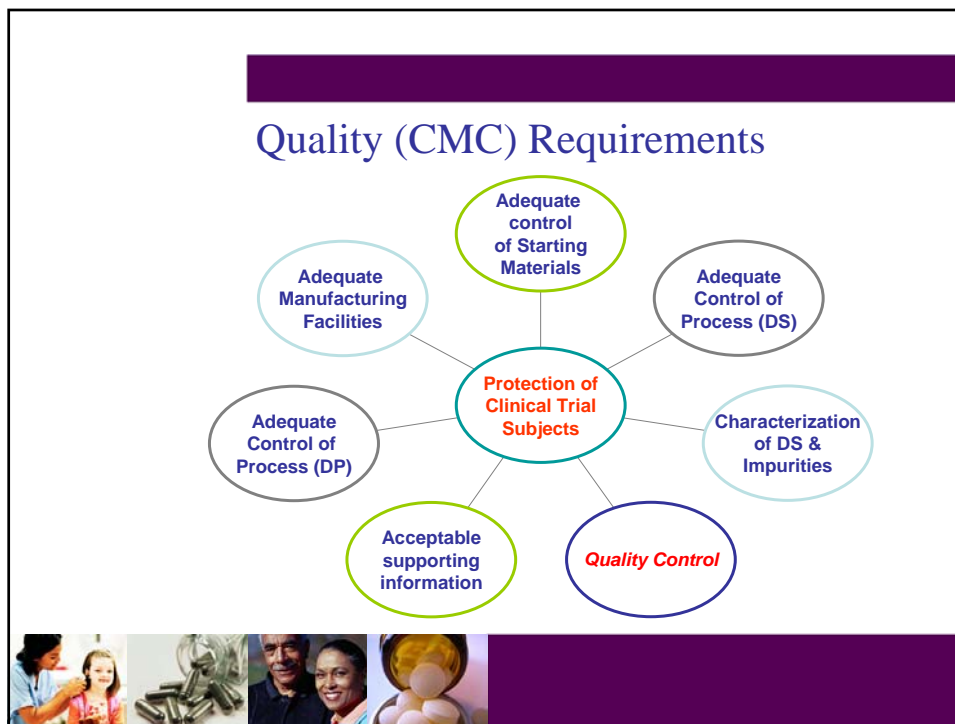 Quality (CMC) Requirements
Adequate
control
of Starting
Materials
Adequate
Manufacturing
Facilities
Adequate
Control of
Process (DS)
Protection of
Clinical Trial
Subjects
Adequate
Control of
Process (DP)
Characterization
of DS &
Impurities
Acceptable
supporting
information
Quality Control